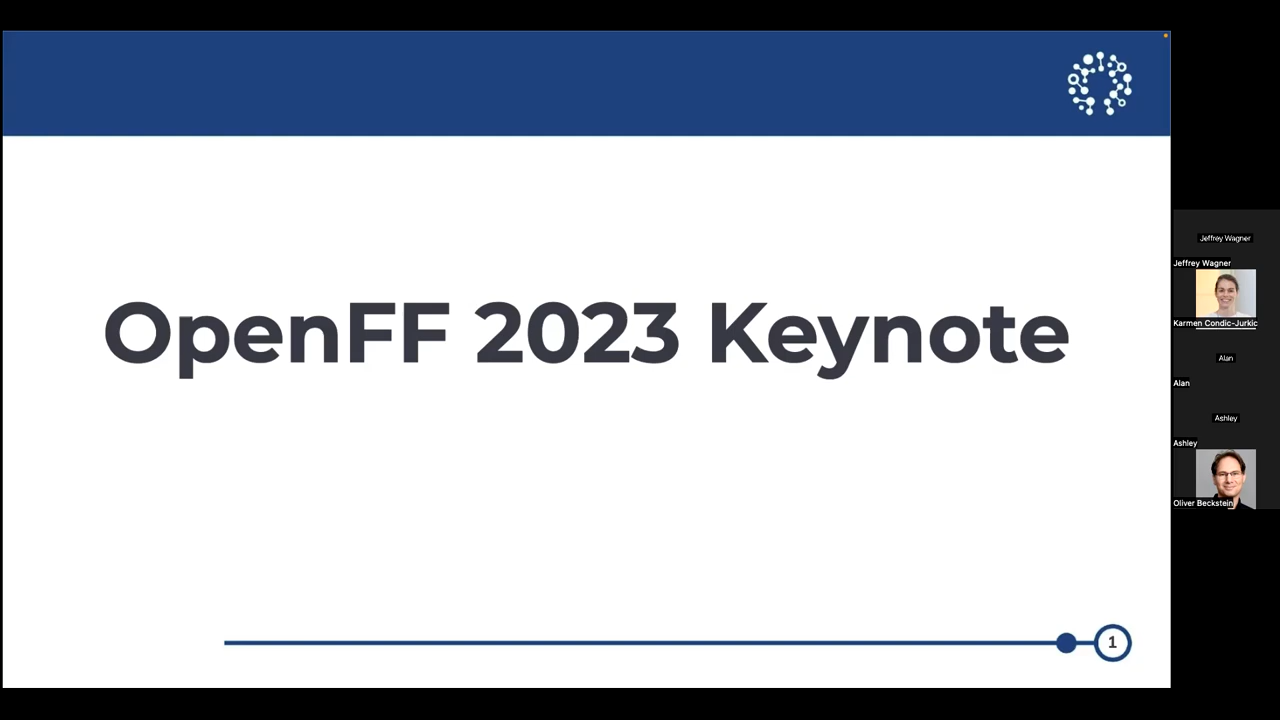 OpenFF 2023 Keynote
1
Jeffrey Wagner
Jeffrey Wagner
Karmen Condic-Jurkic
Alan
Alan
Ashley
Ashley
Oliver Beckstein